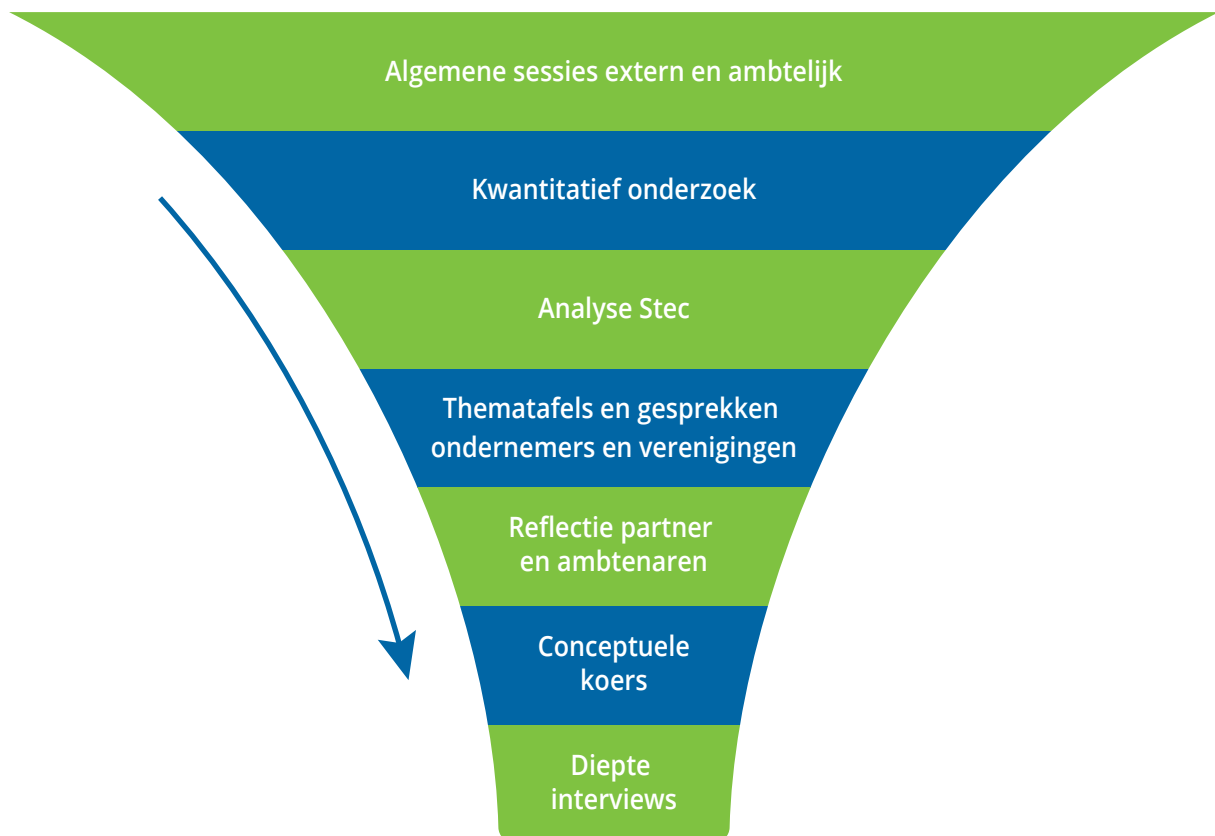 Algemene sessies extern en ambtelijk
Kwantitatief onderzoek
Analyse Stec
Thematafels en gesprekken
ondernemers en verenigingen
Reflectie partner
en ambtenaren
Conceptuele
koers
Diepte
interviews